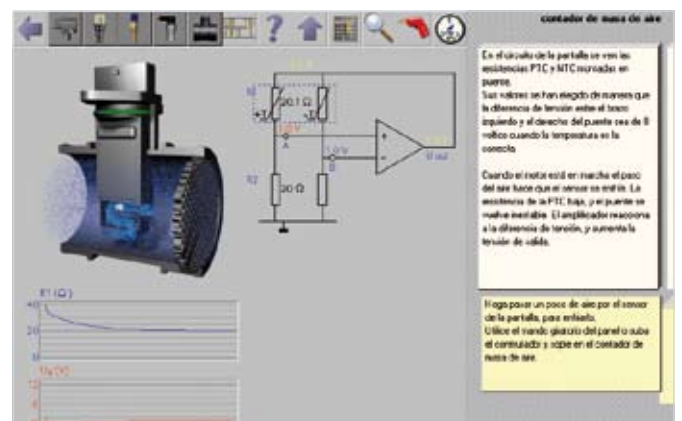 contador de masa de aire
En el circuito de la pantalla se ven las
resistencias PTC y NTC montadas en
puente.
Sus valores se han elegido de manera que
la diferencia de tensión entre el brazo
izquierdo y el derecho del puente sea de 0
voltios cuando la temperatura es la
correcta.
Cuando el motor está en marcha el paso
del aire hace que el sensor se enfríe. La
resistencia de la PTC baja, y el puente se
vuelve inestable. El amplificador reacciona
a la diferencia de tensión, y aumenta la
tensión de salida.
Haga pasar un poco de aire por el sensor
de la pantalla, para enfriarlo.
Utilice el mando giratorio del panel o suba
el controlador y sople en el contador de
masa de aire.
20.1 Ω
+T
1.0 V
A
1.0 V
B
+
-
U out
R2
20 Ω
R1 (Ω)
40
20
0
12